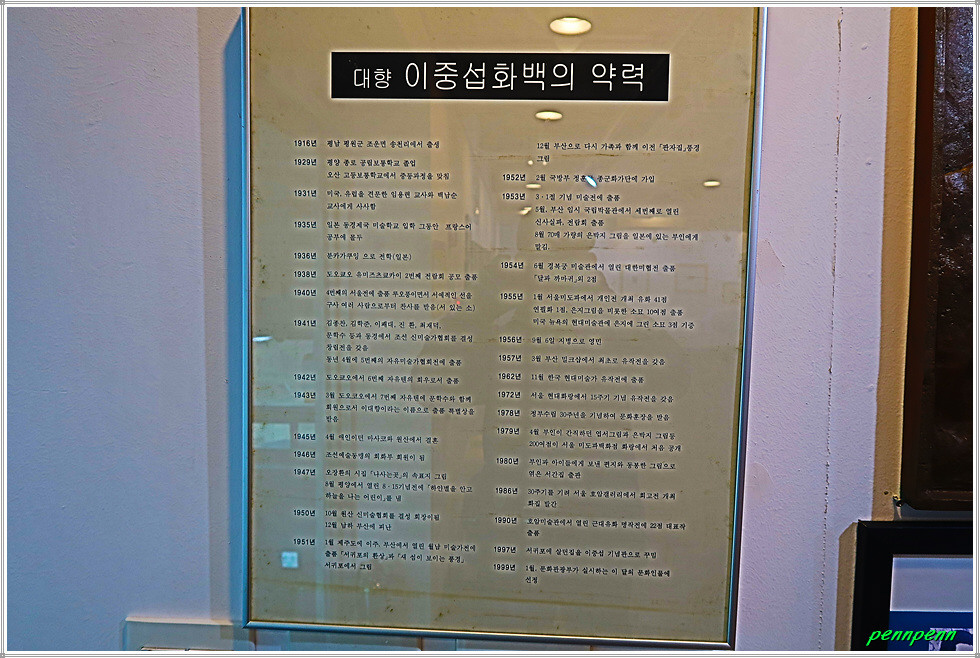 대향 이중섭화백의 약력
1916년 평남 평원군 조운면 송천리에서 출생
1929년 평양 종로 공립보통학교 졸업
오산 고등보통학교에서 중등과정을 맞침
1931년 미국, 유럽을 견문한 임용련 교사와 백남순
교사에게 사사함
1935년 일본 동경제국 미술학교 입학 그동안 프랑스어
공부에 몰두
1936년 분카가쿠잉 으로 전학(일본)
1938년 도오쿄오 유미즈츠쿄카이 2번째 전람회 공모 출품
1940년 4번째의 서울전에 출품 루오풍이면서 서예적인 선을
구사 여러 사람으로부터 찬사를 받음(서 있는 소)
1941년 김종찬, 김학준, 이쾌대, 진 환, 최재덕,
문학수 등과 동경에서 조선 신미술가협회를 결성
창립전을 갖음
동년 4월에 5번째의 자유미술가협회전에 출품
1942년 도오쿄오에서 6번째 자유텐의 회우로서 출품
1943년 3월 도오쿄오에서 7번째 자유텐에 문학수와 함께
회원으로서 이대향이라는 이름으로 출품 특별상을
받음
1945년 4월 애인이던 마사꼬와 원산에서 결혼
1946년 조선예술동맹의 회화부 회원이 됨
1947년 오장환의 시집 「나사는곳」의 속표지 그림
8월 평양에서 열린 8·15기념전에 「하얀별을 안고
하늘을 나는 어린이」를 냄
1950년 10월 원산 신미술협회를 결성 회장이됨
12월 남하 부산에 피난
1951년 1월 제주도에 이주, 부산에서 열린 월남 미술가전에
출품 「서귀포의 환상」과 「새 섬이 보이는 풍경」
서귀포에서 그림
12월 부산으로 다시 가족과 함께 이전 「판자집」풍경
그림
1952년 2월 국방부 정훈 종군화가단에 가입
1953년 3·1절 기념 미술전에 출품
5월, 부산 임시 국립박물관에서 세번째로 열린
신사실파, 전람회 출품
8월 70매 가량의 은박지 그림을 일본에 있는 부인에게
맡김.
1954년 6월 경복궁 미술관에서 열린 대한미협전 출품
「달과 까마귀」외 2점
1955년 1월 서울미도파에서 개인전 개최 유화 41점
연필화 1점, 은지그림을 비롯한 소묘 10여점 출품
미국 뉴욕의 현대미술관에 은지에 그린 소묘 3점 기증
1956년 9월 6일 지병으로 영면
1957년 3월 부산 밀크샵에서 최초로 유작전을 갖음
1962년 11월 한국 현대미술가 유작전에 출품
1972년 서울 현대화랑에서 15주기 기념 유작전을 갖음
1978년 정부수립 30주년을 기념하여 문화훈장을 받음
1979년 4월 부인이 간직하던 엽서그림과 은박지 그림등
200여점이 서울 미도파백화점 화랑에서 처음 공개
1980년 부인과 아이들에게 보낸 편지와 동봉한 그림으로
엮은 서간집 출판
1986년 30주기를 기려 서울 호암갤러리에서 회고전 개최
화집 발간
1990년 호암미술관에서 열린 근대유화 명작전에 22점 대표작
출품
1997년 서귀포에 살던집을 이중섭 기념관으로 꾸밈
1999년 1월, 문화관광부가 실시하는 이 달의 문화인물에
선정
pennpenn